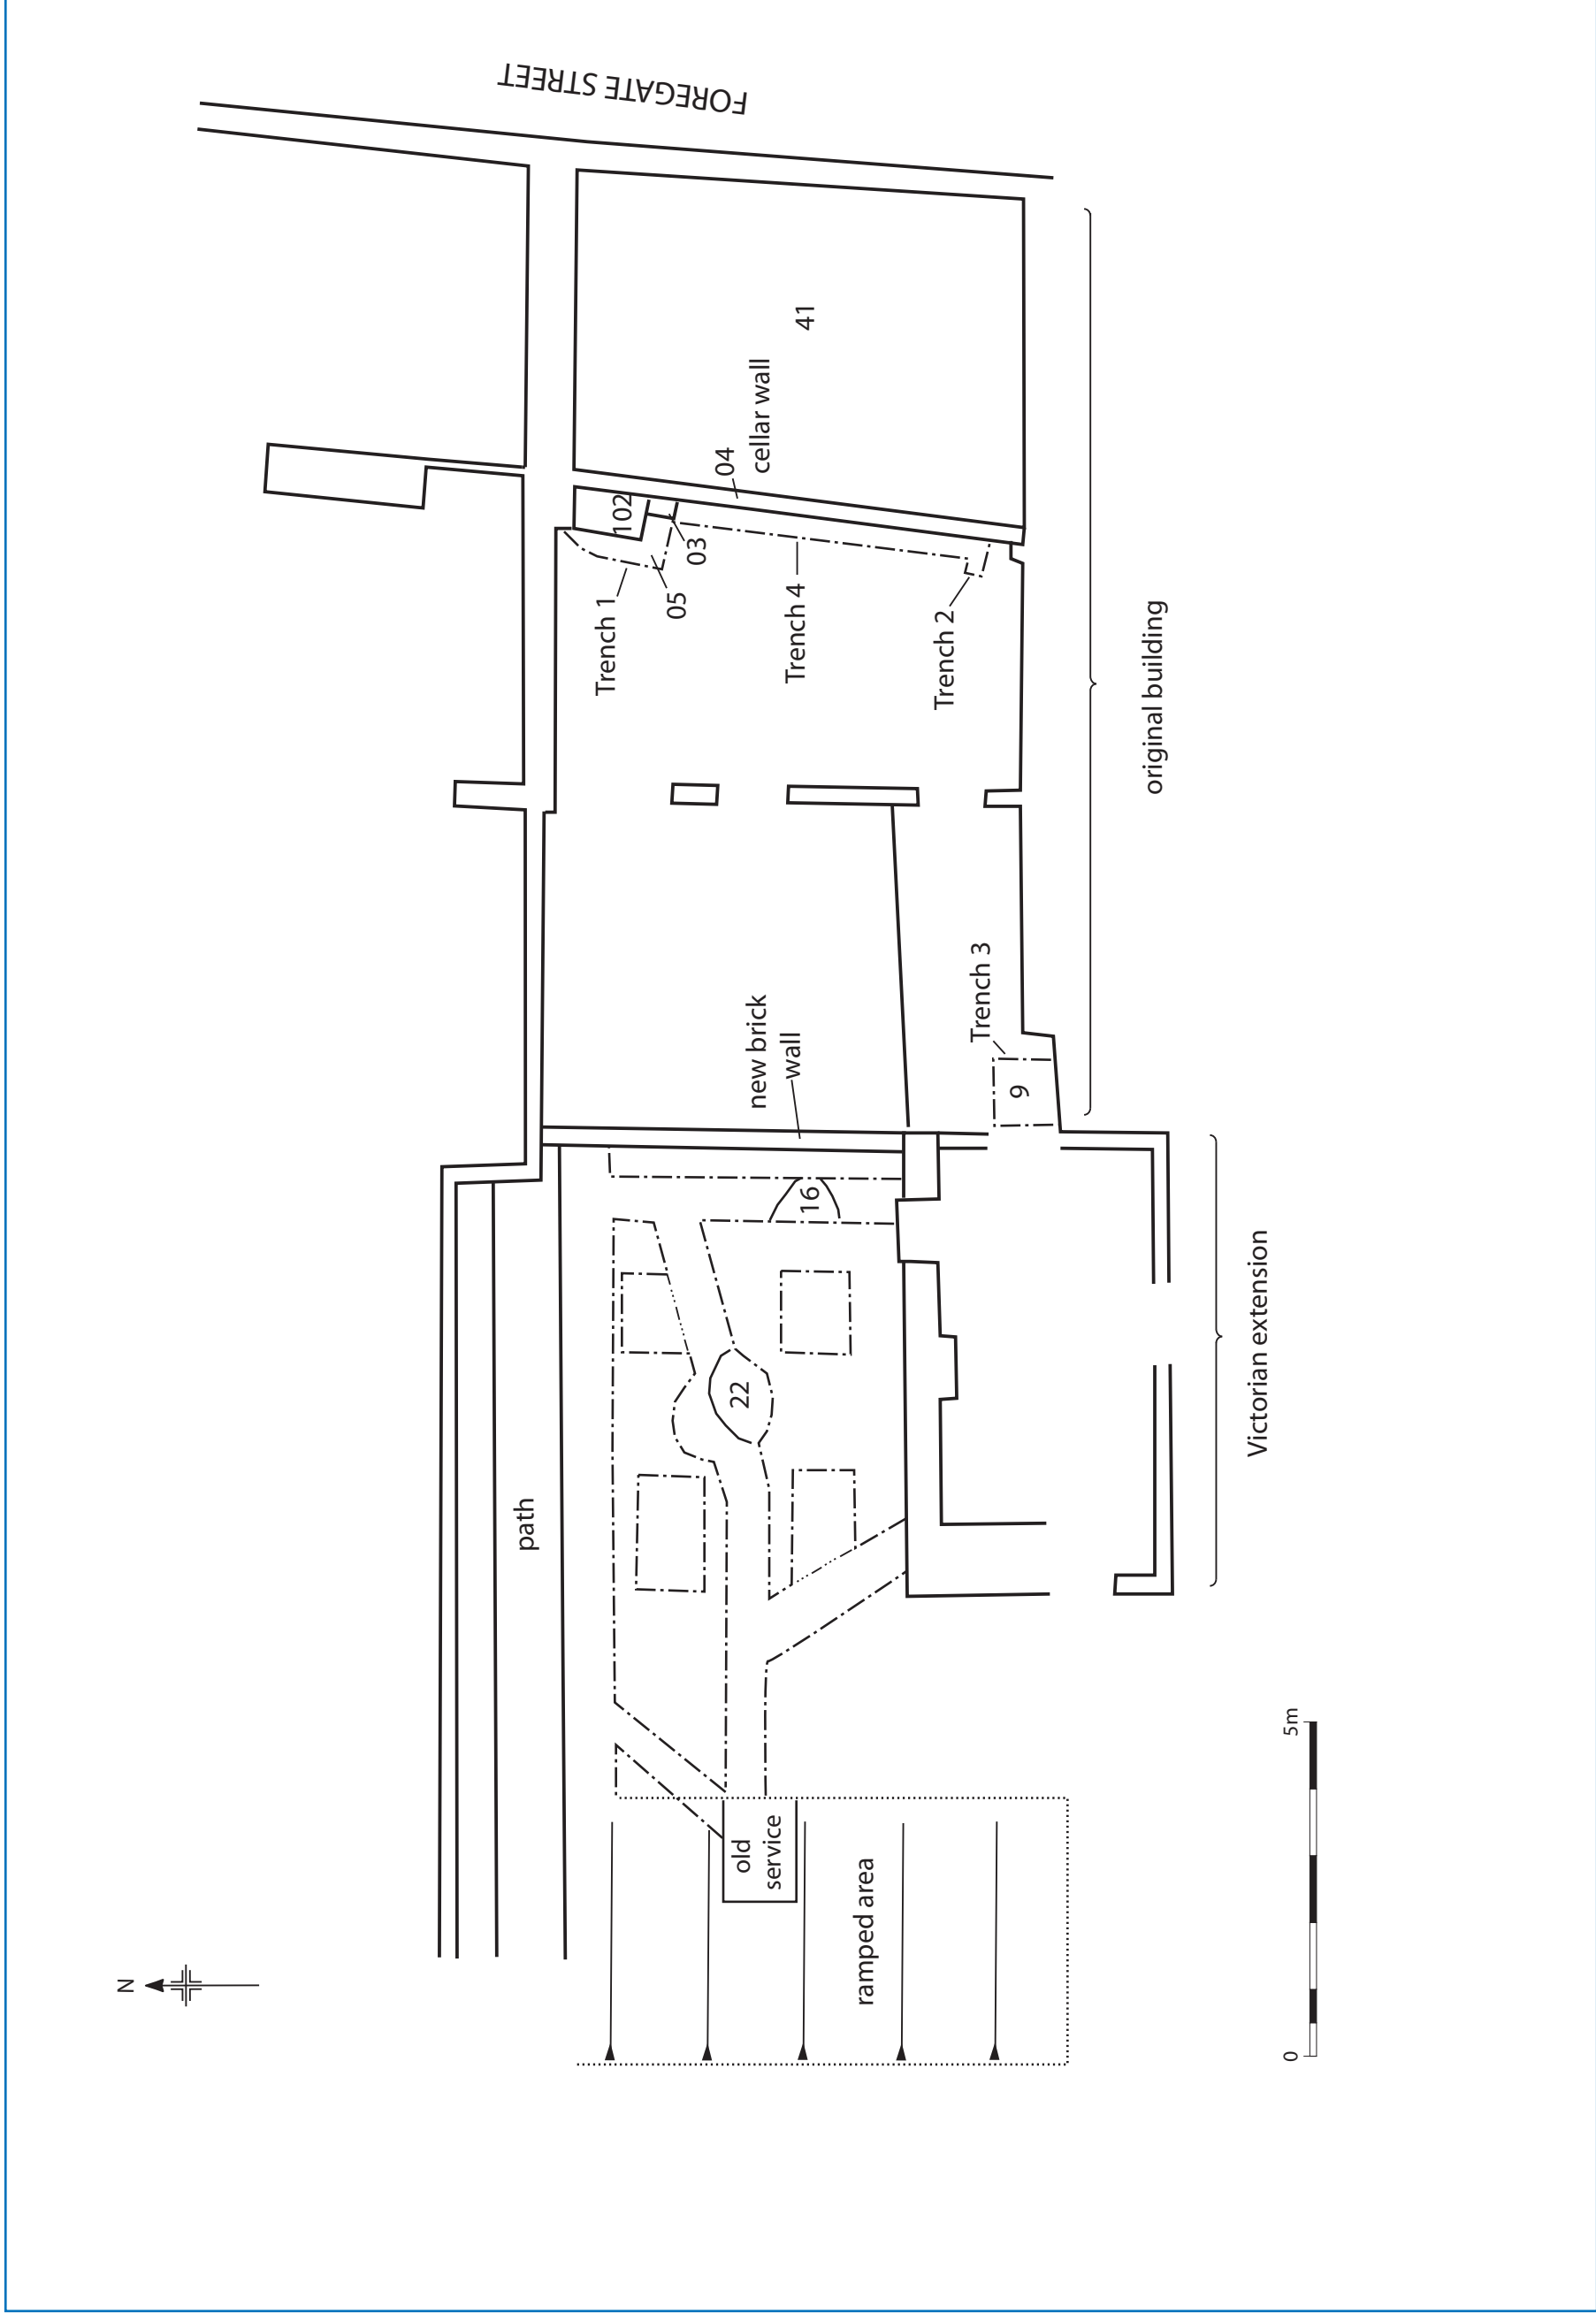 FOREGATE STREET
41
cellar wall
04
102
03
05
Trench 1
Trench 4
Trench 2
original building
Trench 3
9
new brick
wall
16
22
Victorian extension
path
old
service
ramped area
N
0
5m